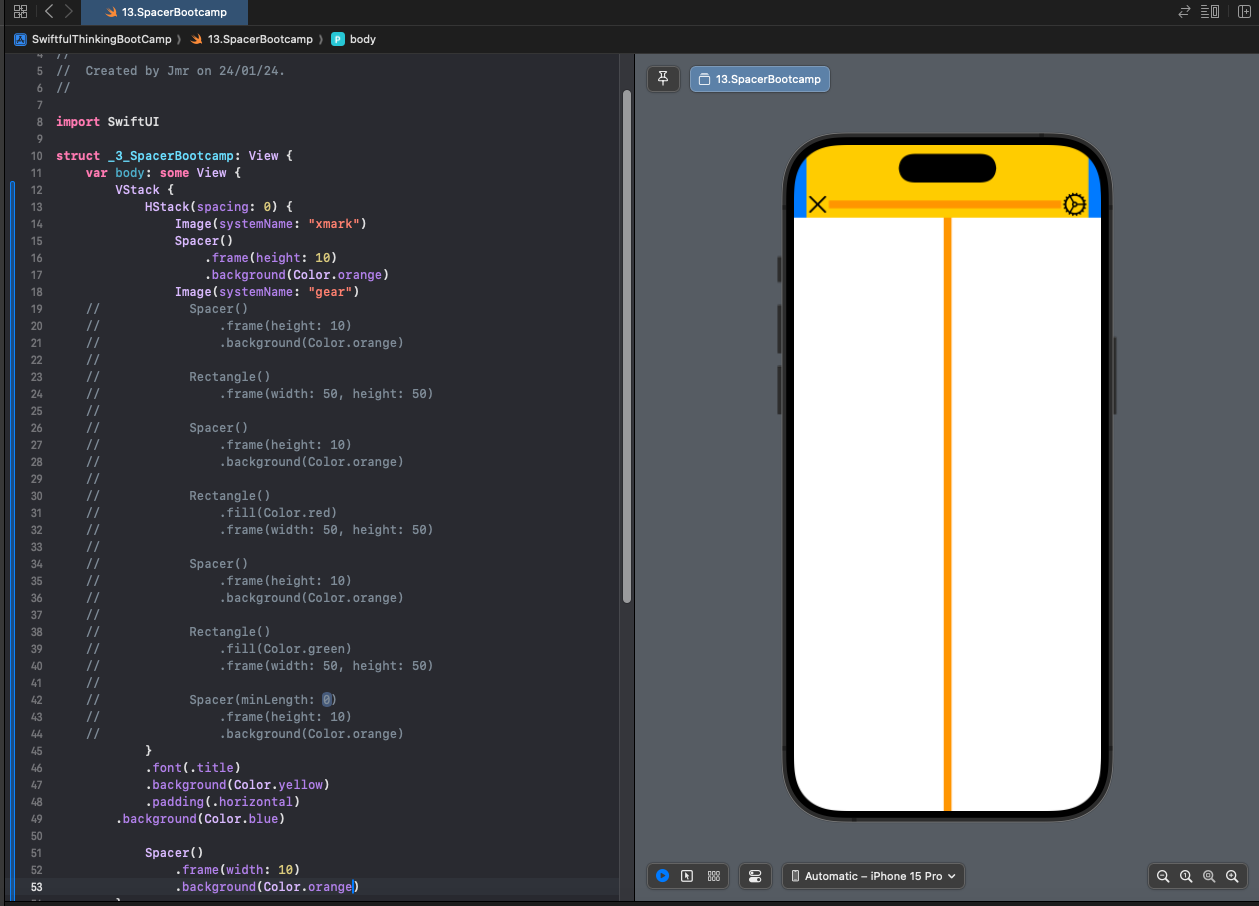 13.SpacerBootcamp
SwiftfulThinkingBootCamp 〉 13.SpacerBootcamp 〉 P body
4 //
5 //  Created by Jmr on 24/01/24.
6 //
7
8 import SwiftUI
9
10 struct _3_SpacerBootcamp: View {
11     var body: some View {
12         VStack {
13             HStack(spacing: 0) {
14                 Image(systemName: "xmark")
15                 Spacer()
16                     .frame(height: 10)
17                     .background(Color.orange)
18                 Image(systemName: "gear")
19     //            Spacer()
20     //                .frame(height: 10)
21     //                .background(Color.orange)
22     //
23     //            Rectangle()
24     //                .frame(width: 50, height: 50)
25     //
26     //            Spacer()
27     //                .frame(height: 10)
28     //                .background(Color.orange)
29     //
30     //            Rectangle()
31     //                .fill(Color.red)
32     //                .frame(width: 50, height: 50)
33     //
34     //            Spacer()
35     //                .frame(height: 10)
36     //                .background(Color.orange)
37     //
38     //            Rectangle()
39     //                .fill(Color.green)
40     //                .frame(width: 50, height: 50)
41     //
42     //            Spacer(minLength: 0)
43     //                .frame(height: 10)
44     //                .background(Color.orange)
45             }
46             .font(.title)
47             .background(Color.yellow)
48             .padding(.horizontal)
49         .background(Color.blue)
50
51             Spacer()
52                 .frame(width: 10)
53                 .background(Color.orange)
13.SpacerBootcamp
Automatic – iPhone 15 Pro